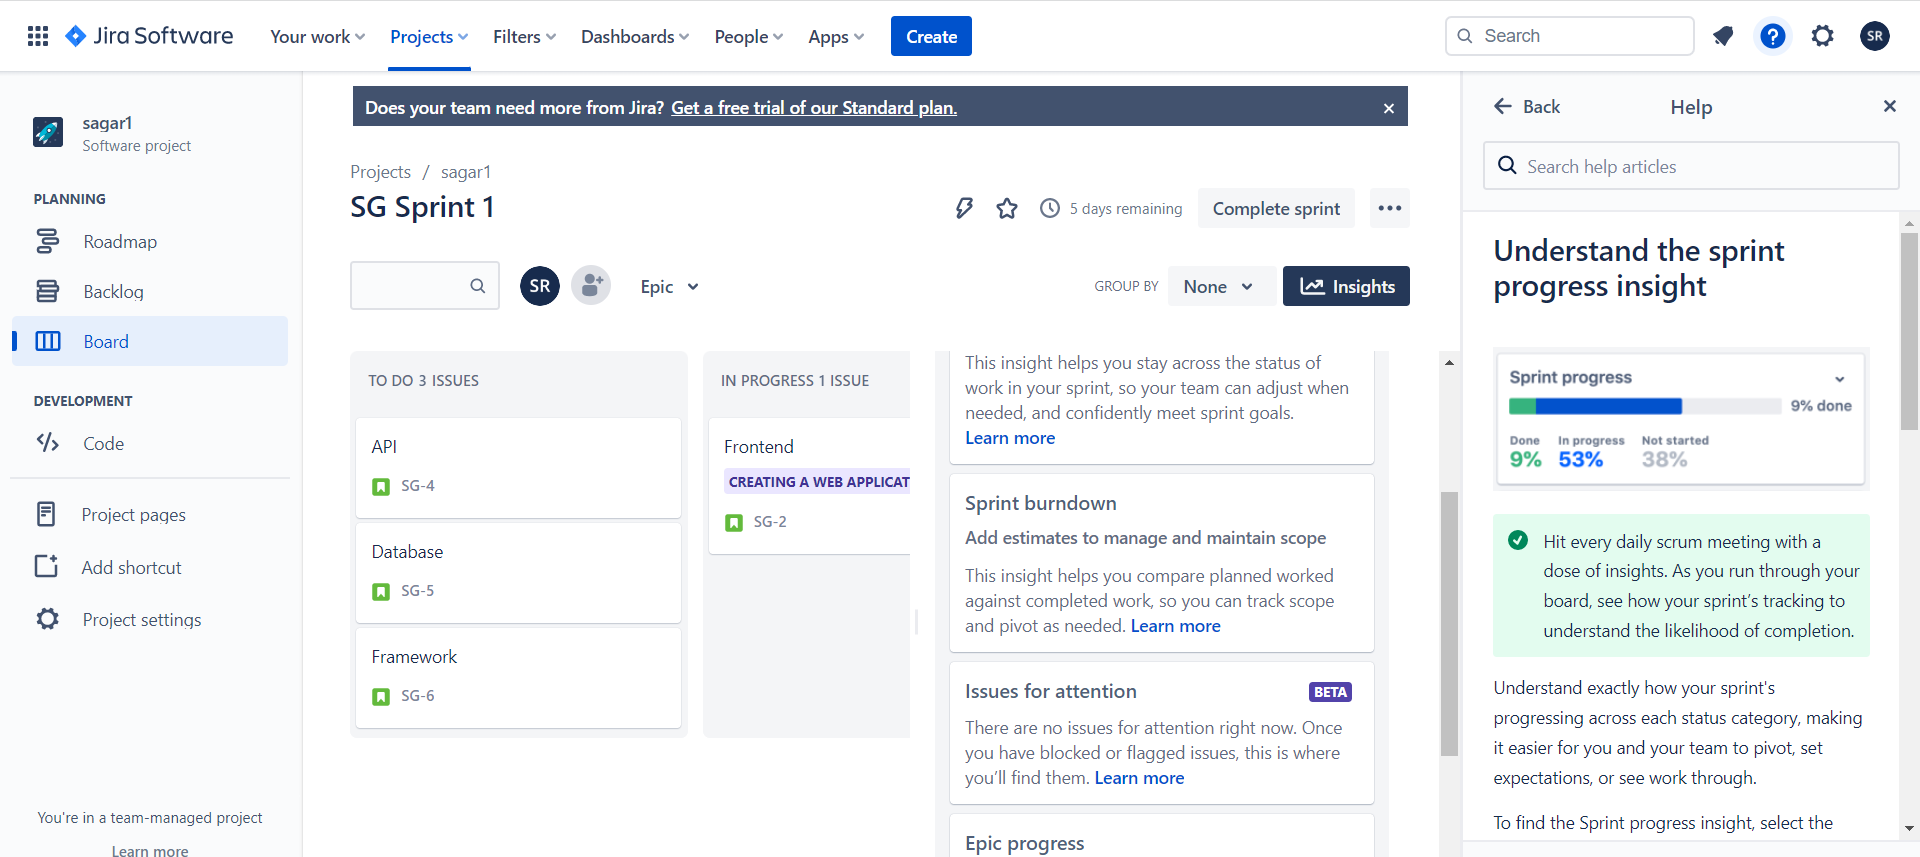 Jira Software
Your work
Projects
Filters
Dashboards
People
Apps
Create
Search
SR
sagar1
Software project
PLANNING
Roadmap
Backlog
Board
DEVELOPMENT
Code
Project pages
Add shortcut
Project settings
You're in a team-managed project
Learn more
Does your team need more from Jira? Get a free trial of our Standard plan.
Projects / sagar1
SG Sprint 1
5 days remaining
Complete sprint
SR
Epic
GROUP BY
None
Insights
TO DO 3 ISSUES
API
SG-4
Database
SG-5
Framework
SG-6
IN PROGRESS 1 ISSUE
Frontend
CREATING A WEB APPLICAT
SG-2
This insight helps you stay across the status of
work in your sprint, so your team can adjust when
needed, and confidently meet sprint goals.
Learn more
Sprint burndown
Add estimates to manage and maintain scope
This insight helps you compare planned worked
against completed work, so you can track scope
and pivot as needed. Learn more
Issues for attention
BETA
There are no issues for attention right now. Once
you have blocked or flagged issues, this is where
you'll find them. Learn more
Epic progress
Back
Help
Search help articles
Understand the sprint
progress insight
Sprint progress
9% done
Done In progress Not started
9% 53% 38%
Hit every daily scrum meeting with a
dose of insights. As you run through your
board, see how your sprint's tracking to
understand the likelihood of completion.
Understand exactly how your sprint's
progressing across each status category, making
it easier for you and your team to pivot, set
expectations, or see work through.
To find the Sprint progress insight, select the